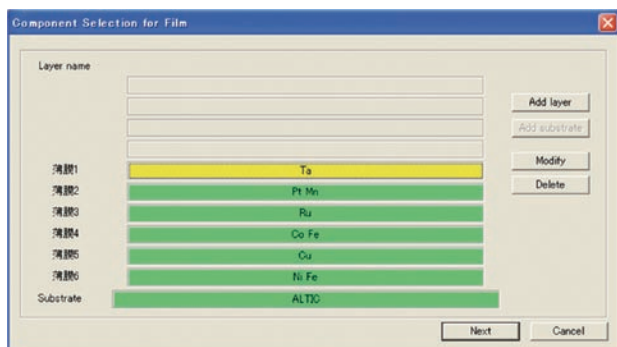 Component Selection for Film
Layer name
Add layer
Add substrate
薄膜1 Ta
Modify
薄膜2 Pt Mn
Delete
薄膜3 Ru
薄膜4 Co Fe
薄膜5 Cu
薄膜6 Ni Fe
Substrate ALTIC
Next Cancel